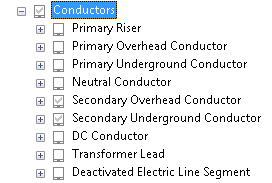 Conductors
Primary Riser
Primary Overhead Conductor
Primary Underground Conductor
Neutral Conductor
Secondary Overhead Conductor
Secondary Underground Conductor
DC Conductor
Transformer Lead
Deactivated Electric Line Segment